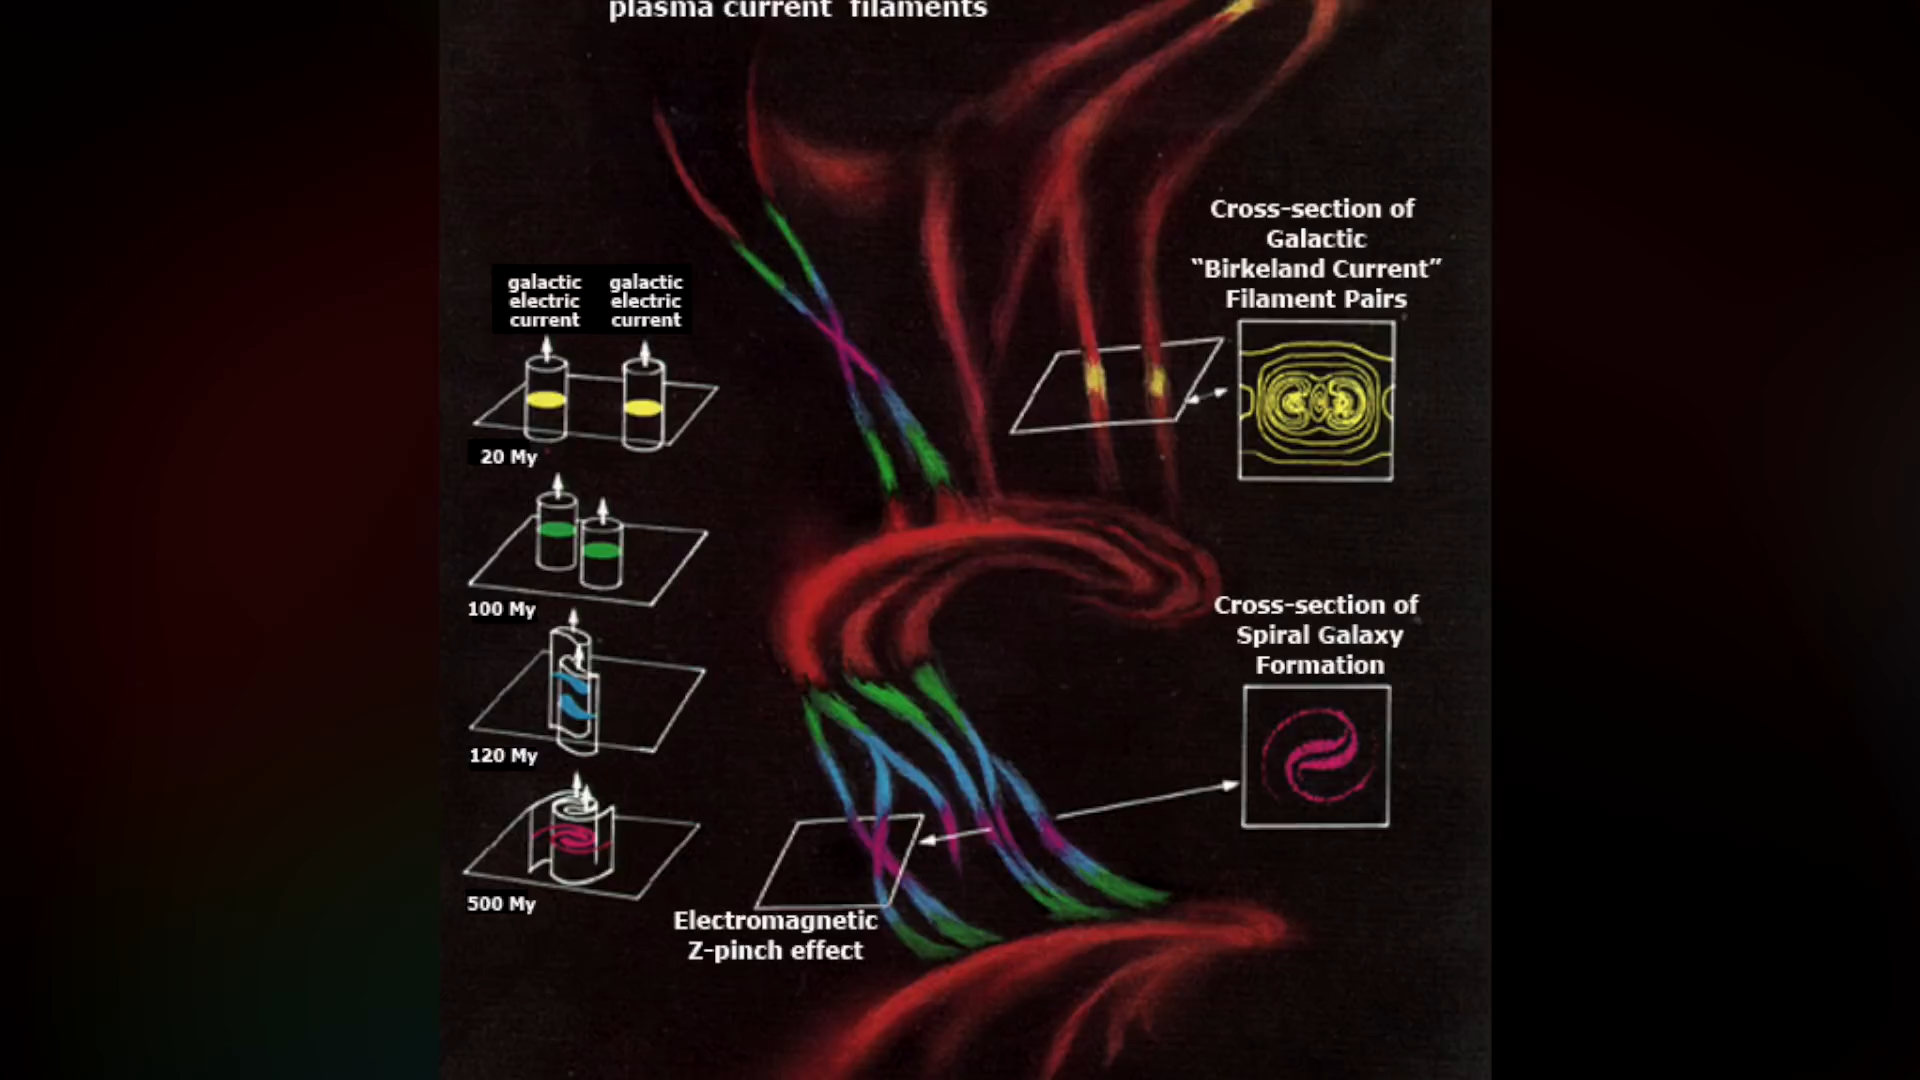 plasma current filaments
Cross-section of
Galactic
“Birkeland Current”
Filament Pairs
galactic
electric
current
galactic
electric
current
20 My
100 My
120 My
500 My
Cross-section of
Spiral Galaxy
Formation
Electromagnetic
Z-pinch effect